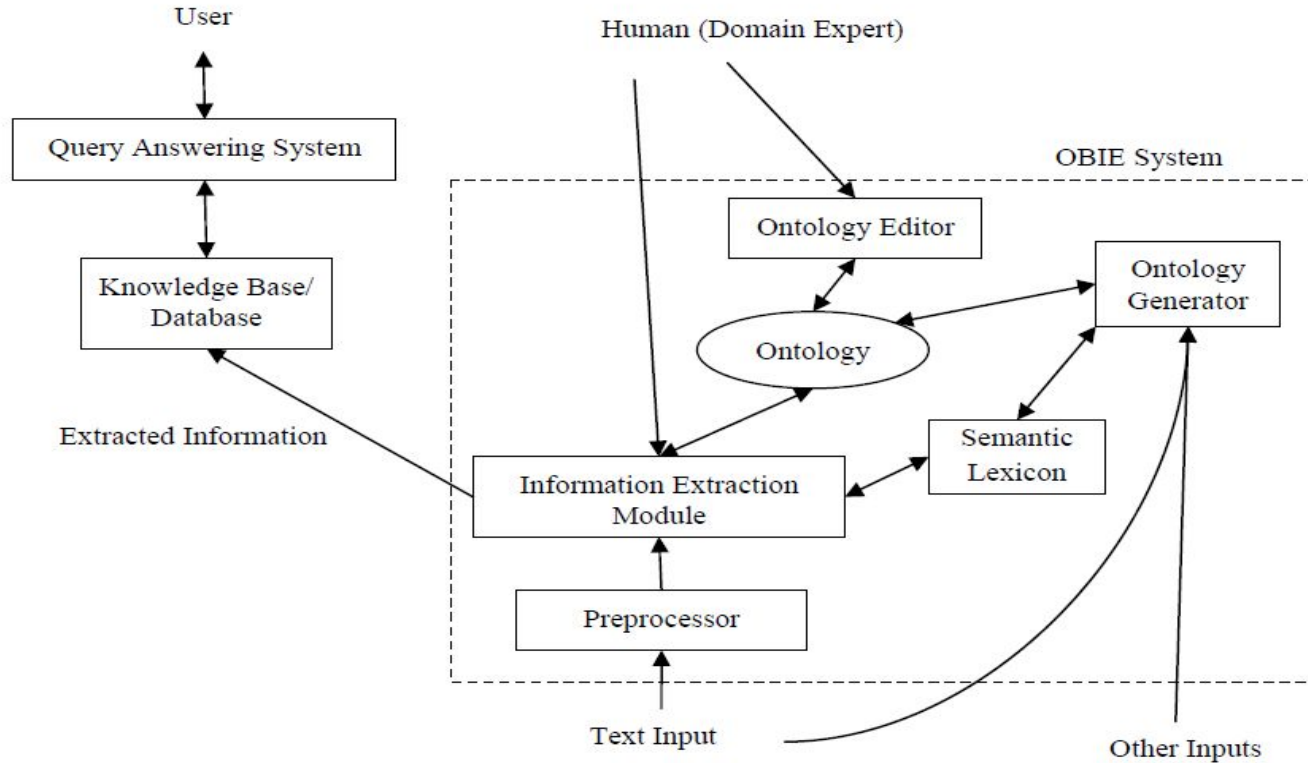 User
Human (Domain Expert)
Query Answering System
OBIE System
Ontology Editor
Knowledge Base/
Database
Ontology
Generator
Ontology
Extracted Information
Semantic
Lexicon
Information Extraction
Module
Preprocessor
Text Input
Other Inputs